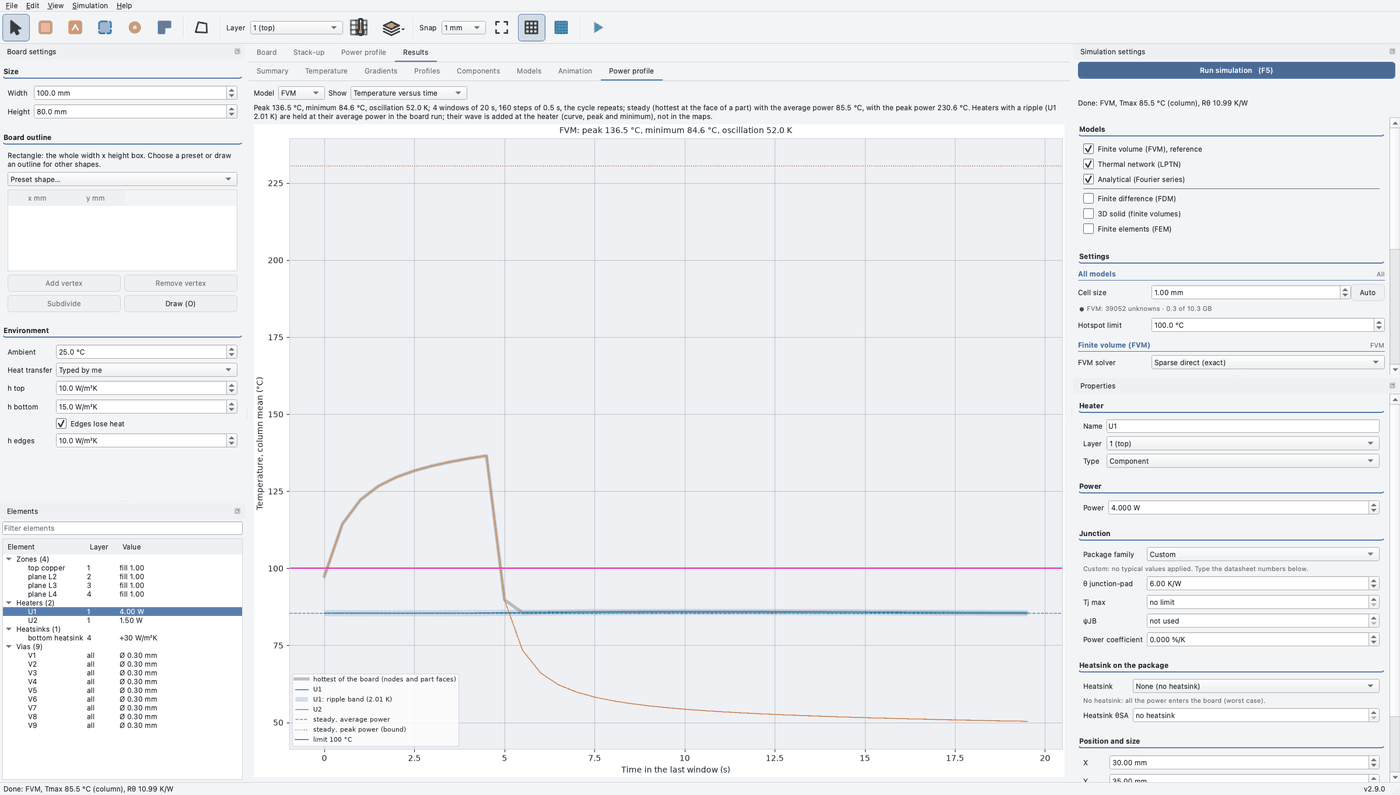 File Edit View Simulation Help
Layer 1 (top) Snap 1 mm
Board settings
Size
Width 100.0 mm
Height 80.0 mm
Board outline
Rectangle: the whole width x height box. Choose a preset or draw
an outline for other shapes.
Preset shape...
x mm y mm
Add vertex Remove vertex
Subdivide Draw (O)
Environment
Ambient 25.0 °C
Heat transfer Typed by me
h top 10.0 W/m²K
h bottom 15.0 W/m²K
Edges lose heat
h edges 10.0 W/m²K
Elements
Filter elements
Element Layer Value
Zones (4)
top copper 1 fill 1.00
plane L2 2 fill 1.00
plane L3 3 fill 1.00
plane L4 4 fill 1.00
Heaters (2)
U1 1 4.00 W
U2 1 1.50 W
Heatsinks (1)
bottom heatsink 4 +30 W/m²K
Vias (9)
V1 all Ø 0.30 mm
V2 all Ø 0.30 mm
V3 all Ø 0.30 mm
V4 all Ø 0.30 mm
V5 all Ø 0.30 mm
V6 all Ø 0.30 mm
V7 all Ø 0.30 mm
V8 all Ø 0.30 mm
V9 all Ø 0.30 mm
Board Stack-up Power profile Results
Summary Temperature Gradients Profiles Components Models Animation Power profile
Model FVM Show Temperature versus time
Peak 136.5 °C, minimum 84.6 °C, oscillation 52.0 K; 4 windows of 20 s, 160 steps of 0.5 s, the cycle repeats; steady (hottest at the face of a part) with the average power 85.5 °C, with the peak power 230.6 °C. Heaters with a ripple (U1
2.01 K) are held at their average power in the board run; their wave is added at the heater (curve, peak and minimum), not in the maps.
FVM: peak 136.5 °C, minimum 84.6 °C, oscillation 52.0 K
Temperature, column mean (°C)
225
200
175
150
125
100
75
50
hottest of the board (nodes and part faces)
U1
U1: ripple band (2.01 K)
U2
steady, average power
steady, peak power (bound)
limit 100 °C
0 2.5 5 7.5 10 12.5 15 17.5 20
Time in the last window (s)
Simulation settings
Run simulation (F5)
Done: FVM, Tmax 85.5 °C (column), Rθ 10.99 K/W
Models
Finite volume (FVM), reference
Thermal network (LPTN)
Analytical (Fourier series)
Finite difference (FDM)
3D solid (finite volumes)
Finite elements (FEM)
Settings
All models All
Cell size 1.00 mm Auto
● FVM: 39052 unknowns · 0.3 of 10.3 GB
Hotspot limit 100.0 °C
Finite volume (FVM) FVM
FVM solver Sparse direct (exact)
Properties
Heater
Name U1
Layer 1 (top)
Type Component
Power
Power 4.000 W
Junction
Package family Custom
Custom: no typical values applied. Type the datasheet numbers below.
θ junction-pad 6.00 K/W
Tj max no limit
ψJB not used
Power coefficient 0.000 %/K
Heatsink on the package
Heatsink None (no heatsink)
No heatsink: all the power enters the board (worst case).
Heatsink θSA no heatsink
Position and size
X 30.00 mm
Y 35.00 mm
Done: FVM, Tmax 85.5 °C (column), Rθ 10.99 K/W
v2.9.0